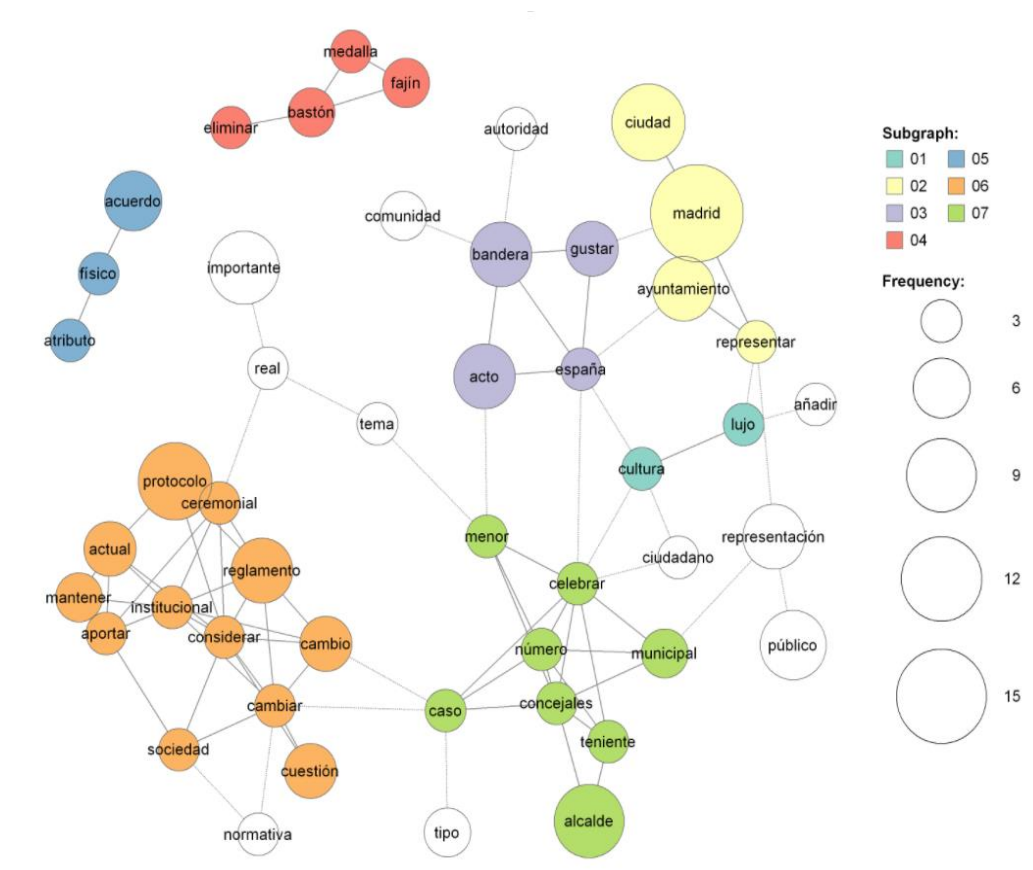 medalla
fajín
bastón
eliminar
autoridad
ciudad
acuerdo
comunidad
madrid
gustar
bandera
importante
físico
ayuntamiento
atributo
representar
real
acto
españa
añadir
tema
lujo
cultura
protocolo
ceremonial
menor
representación
actual
ciudadano
reglamento
celebrar
mantener
institucional
aportar
considerar
cambio
número
municipal
público
cambiar
caso
concejales
sociedad
teniente
cuestión
alcalde
normativa
tipo
Subgraph:
01 05
02 06
03 07
04
Frequency:
3
6
9
12
15